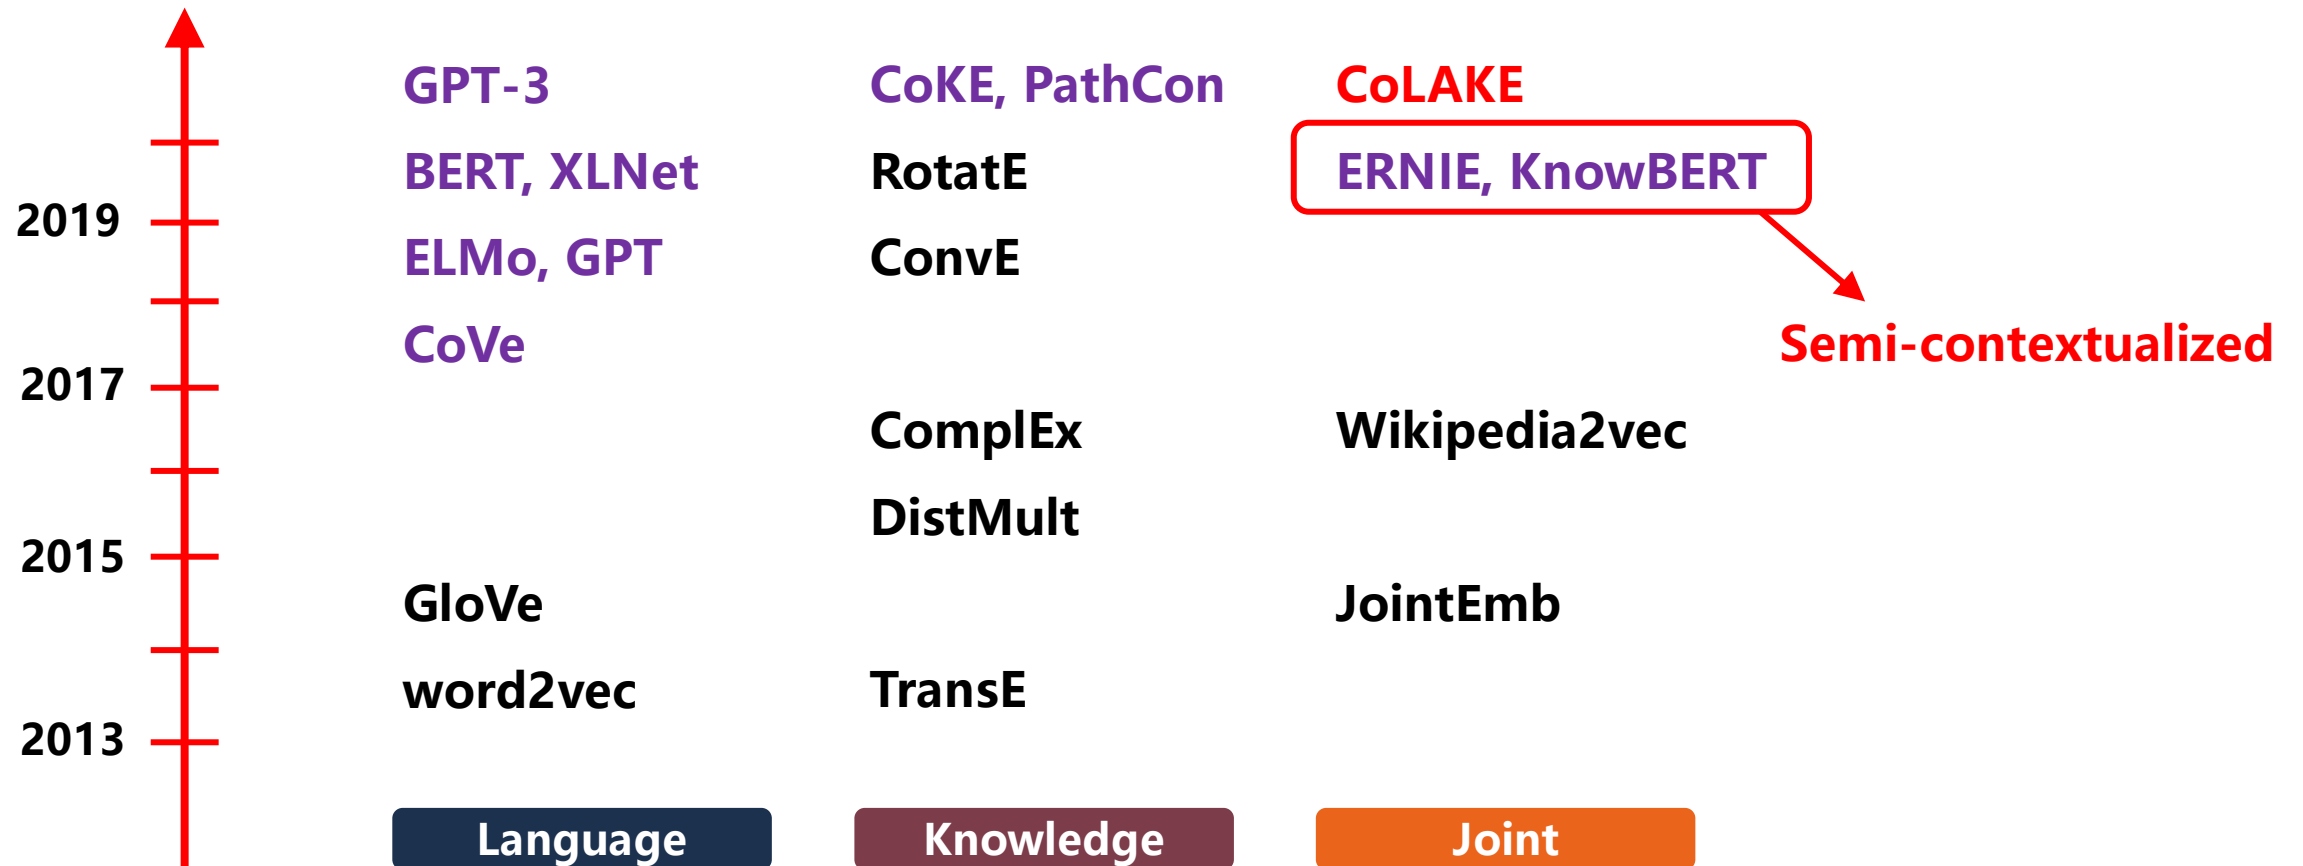 GPT-3 CoKE, PathCon CoLAKE
BERT, XLNet RotatE ERNIE, KnowBERT
2019
ELMo, GPT ConvE
CoVe Semi-contextualized
2017
ComplEx Wikipedia2vec
DistMult
2015
GloVe JointEmb
word2vec TransE
2013
Language Knowledge Joint